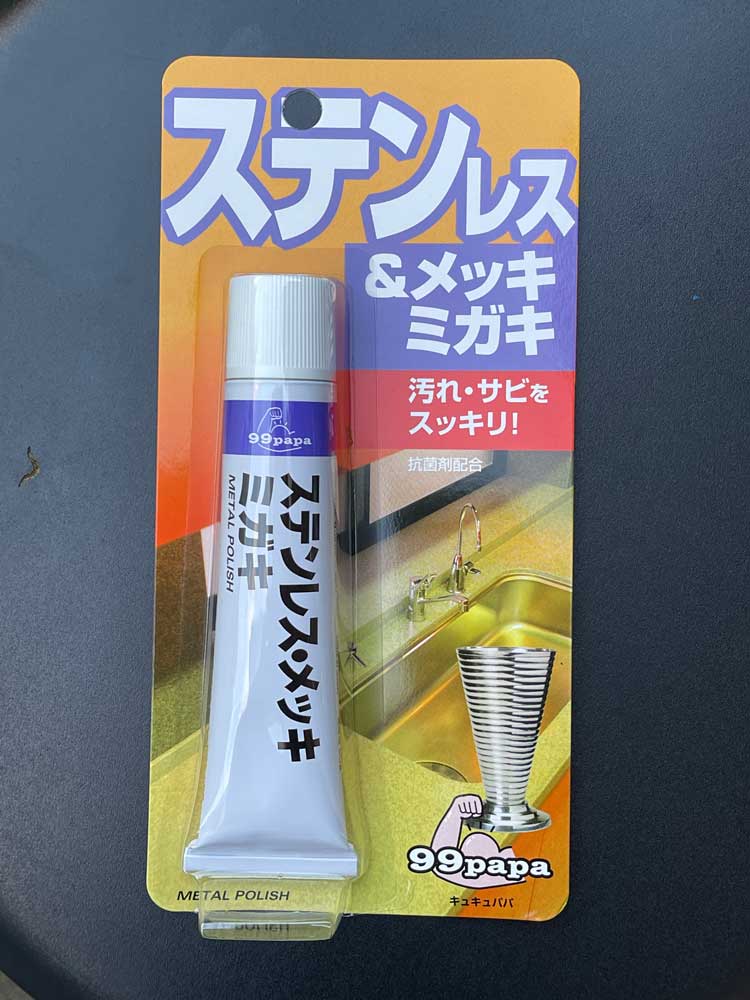 ステンレス
&メッキ
ミガキ
汚れ・サビを
スッキリ!
抗菌剤配合
99papa
ステンレス・メッキ
ミガキ
METAL POLISH
99papa
キュキュパパ
METAL POLISH